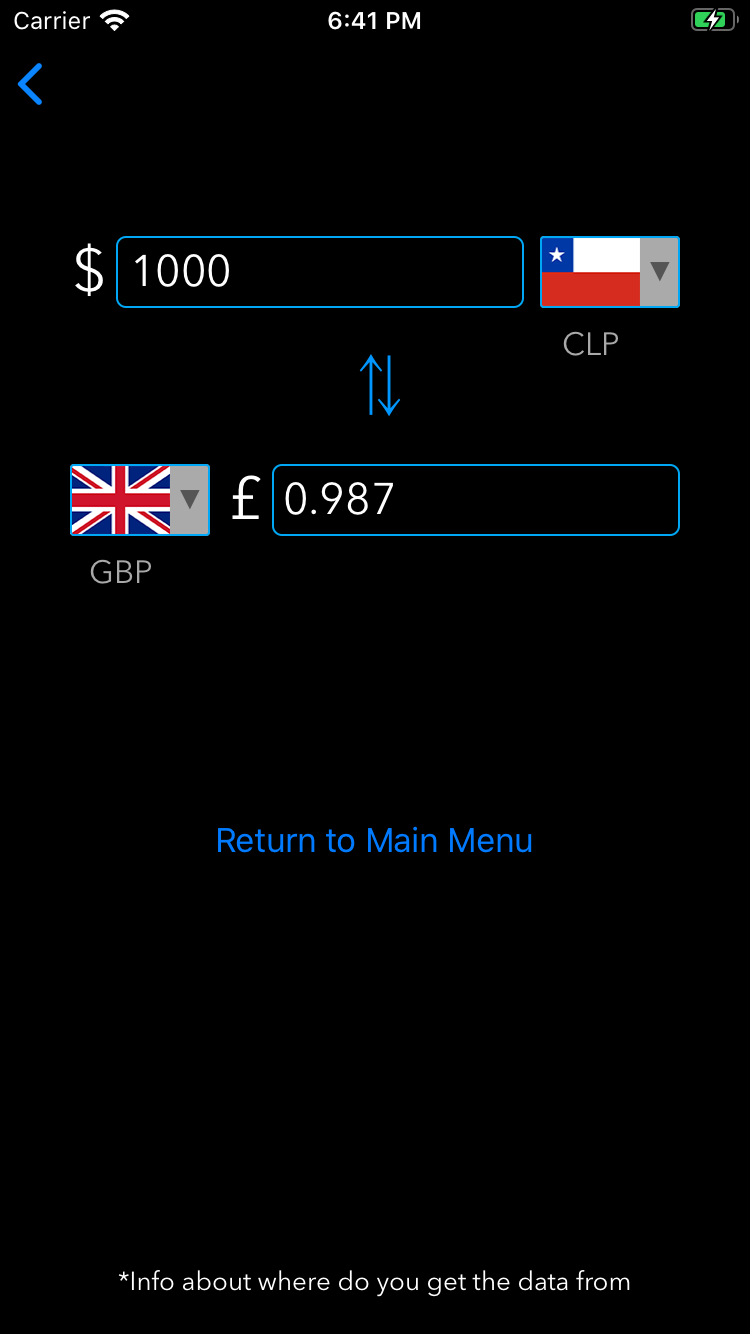 Carrier 6:41 PM
$ 1000
CLP
£ 0.987
GBP
Return to Main Menu
*Info about where do you get the data from